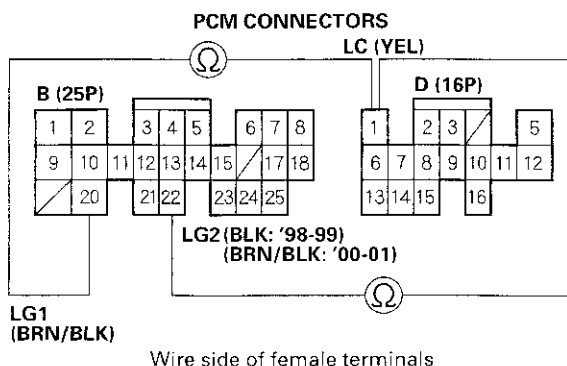 PCM CONNECTORS
LC (YEL)
Ω
B (25P)
D (16P)
1 2 3 4 5 6 7 8
9 10 11 12 13 14 15 17 18
20 21 22 23 24 25
1 2 3 5
6 7 8 9 10 11 12
13 14 15 16
LG2 (BLK: '98-99)
(BRN/BLK: '00-01)
Ω
LG1
(BRN/BLK)
Wire side of female terminals